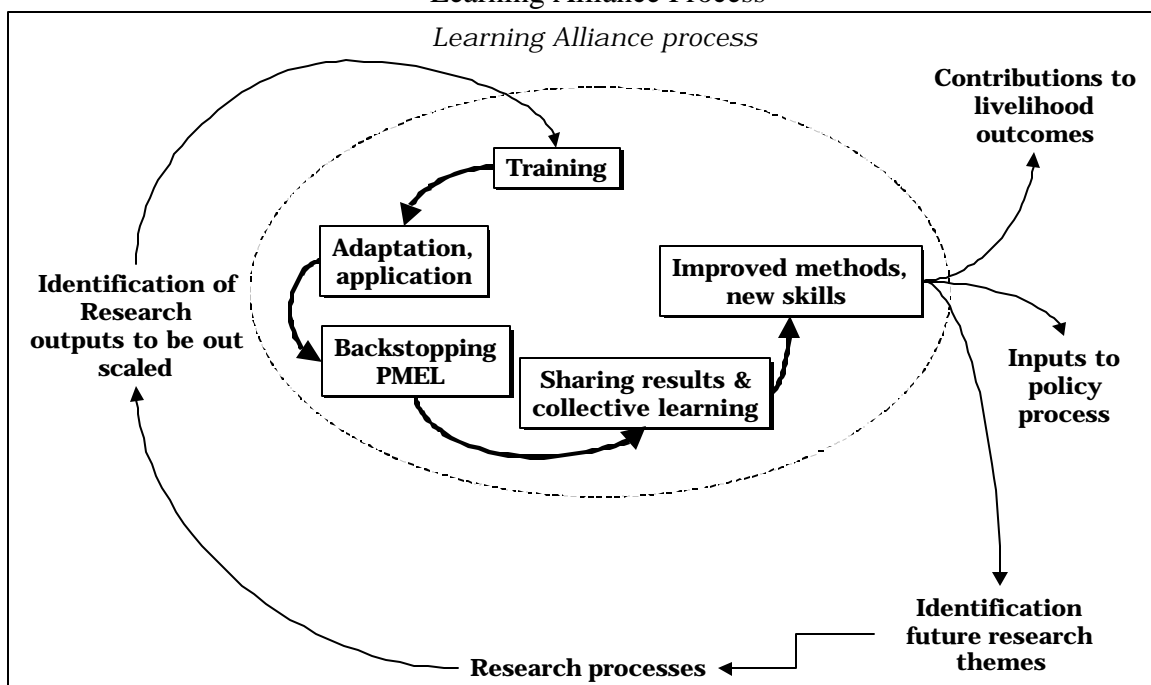 Learning Alliance Process
Learning Alliance process
Contributions to
livelihood
outcomes
Training
Adaptation,
application
Improved methods,
new skills
Identification of
Research
outputs to be out
scaled
Backstopping
PMEL
Sharing results &
collective learning
Inputs to
policy
process
Identification
future research
themes
Research processes